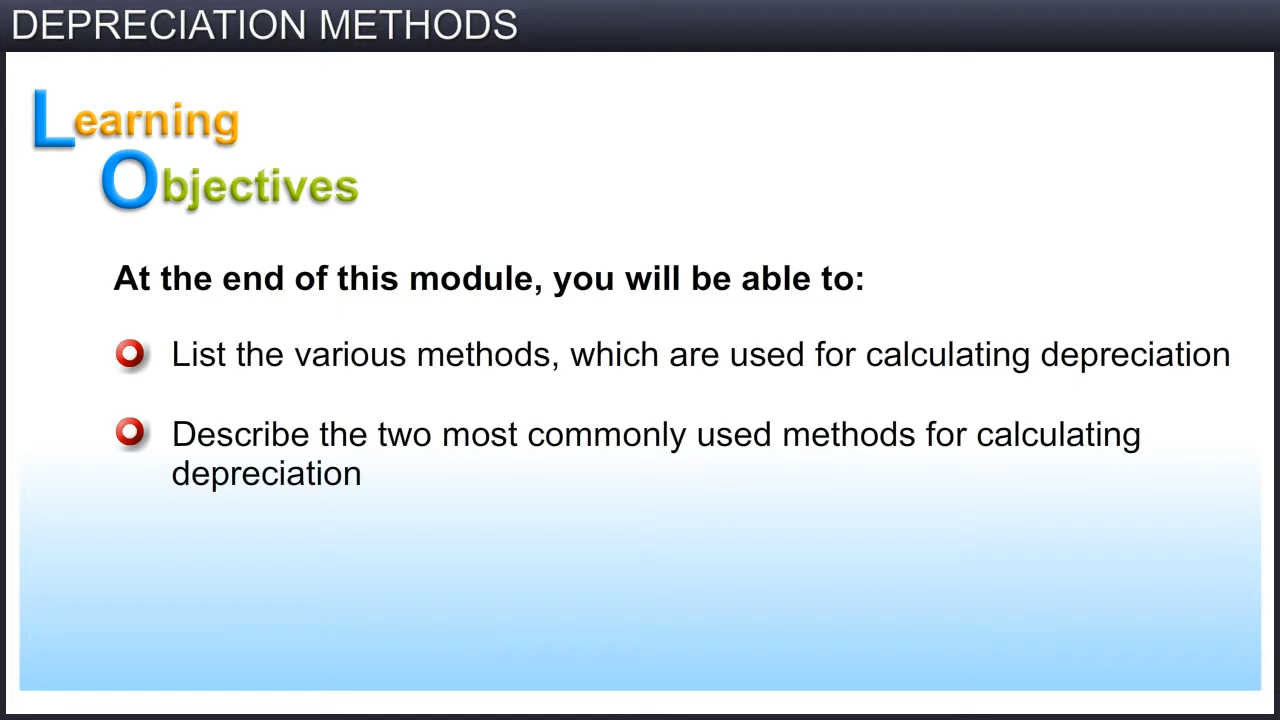 DEPRECIATION METHODS
Learning
Objectives
At the end of this module, you will be able to:
List the various methods, which are used for calculating depreciation
Describe the two most commonly used methods for calculating
depreciation